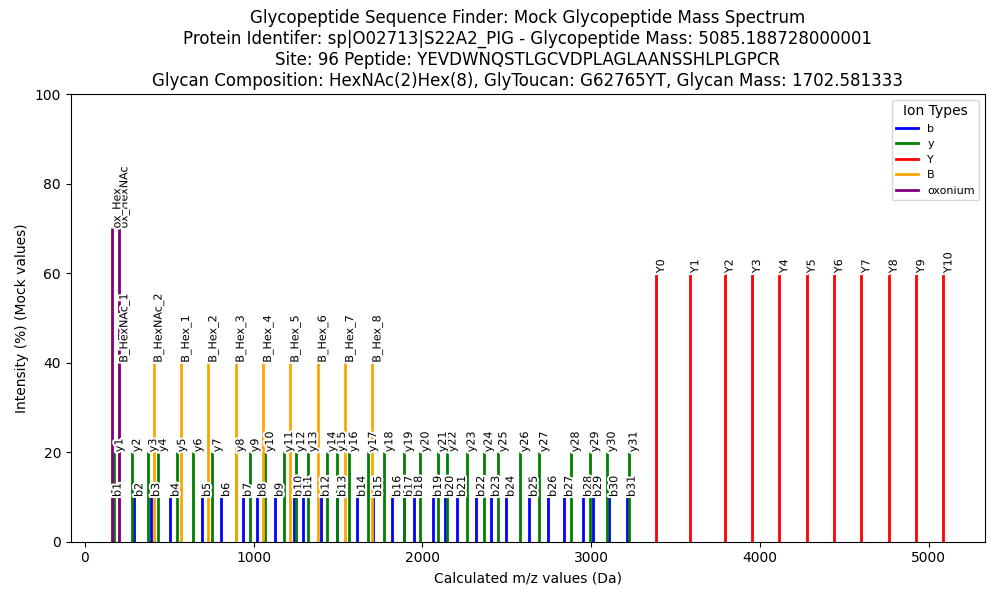 Glycopeptide Sequence Finder: Mock Glycopeptide Mass Spectrum
Protein Identifer: sp|O02713|S22A2_PIG - Glycopeptide Mass: 5085.188728000001
Site: 96 Peptide: YEVDWNQSTLGCVDPLAGLAANSSHLPLGPCR
Glycan Composition: HexNAc(2)Hex(8), GlyToucan: G62765YT, Glycan Mass: 1702.581333
Intensity (%) (Mock values)
100
80
60
40
20
0
Ion Types
b
y
Y
B
oxonium
ox_Hex
ox_HexNAc
Y0
Y1
Y2
Y3
Y4
Y5
Y6
Y7
Y8
Y9
Y10
B_HexNAc_1
B_HexNAc_2
B_Hex_1
B_Hex_2
B_Hex_3
B_Hex_4
B_Hex_5
B_Hex_6
B_Hex_7
B_Hex_8
y1
y2
y3
y4
y5
y6
y7
y8
y9
y10
y11
y12
y13
y14
y15
y16
y17
y18
y19
y20
y21
y22
y23
y24
y25
y26
y27
y28
y29
y30
y31
b1
b2
b3
b4
b5
b6
b7
b8
b9
b10
b11
b12
b13
b14
b15
b16
b17
b18
b19
b20
b21
b22
b23
b24
b25
b26
b27
b28
b29
b30
b31
0
1000
2000
3000
4000
5000
Calculated m/z values (Da)